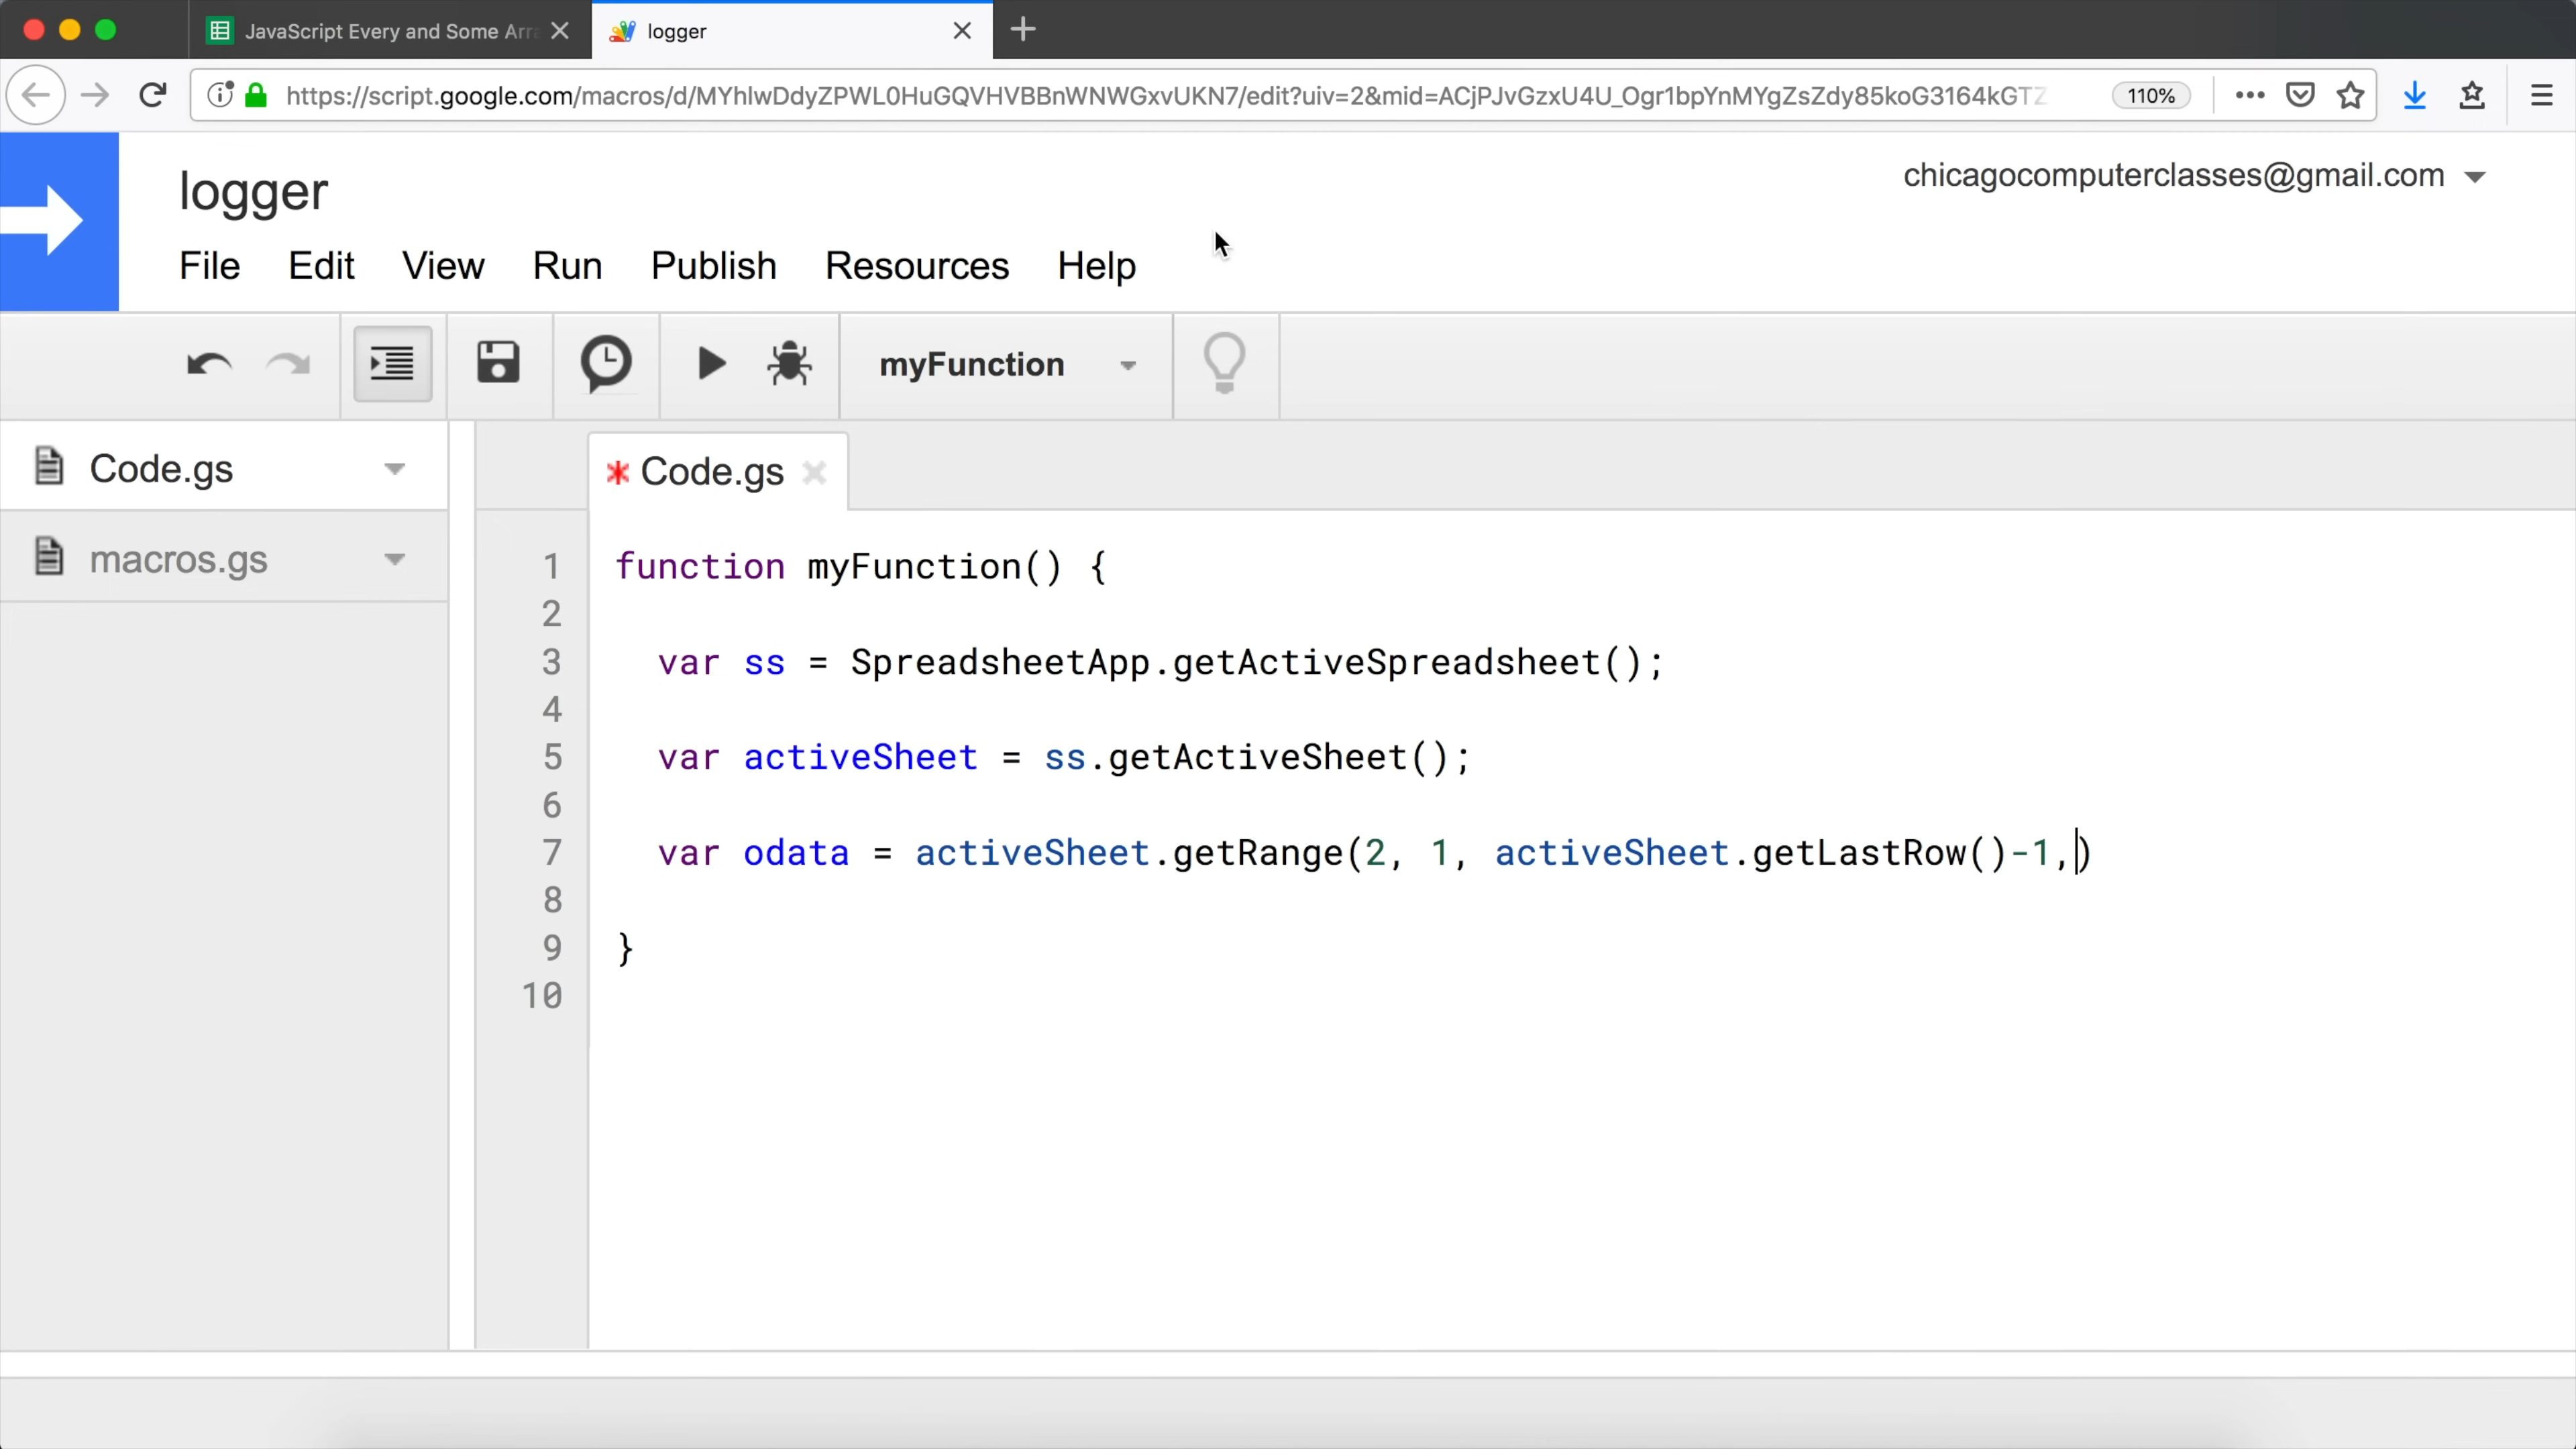 JavaScript Every and Some Arra
logger
https://script.google.com/macros/d/MYhlwDdyZPWL0HuGQVHVBBnWNWGxvUKN7/edit?uiv=2&mid=ACjPJvGzxU4U_Ogr1bpYnMYgZsZdy85koG3164kGTZ
110%
logger
chicagocomputerclasses@gmail.com
File Edit View Run Publish Resources Help
myFunction
Code.gs
macros.gs
* Code.gs
1 function myFunction() {
2
3 var ss = SpreadsheetApp.getActiveSpreadsheet();
4
5 var activeSheet = ss.getActiveSheet();
6
7 var odata = activeSheet.getRange(2, 1, activeSheet.getLastRow()-1,)
8
9 }
10